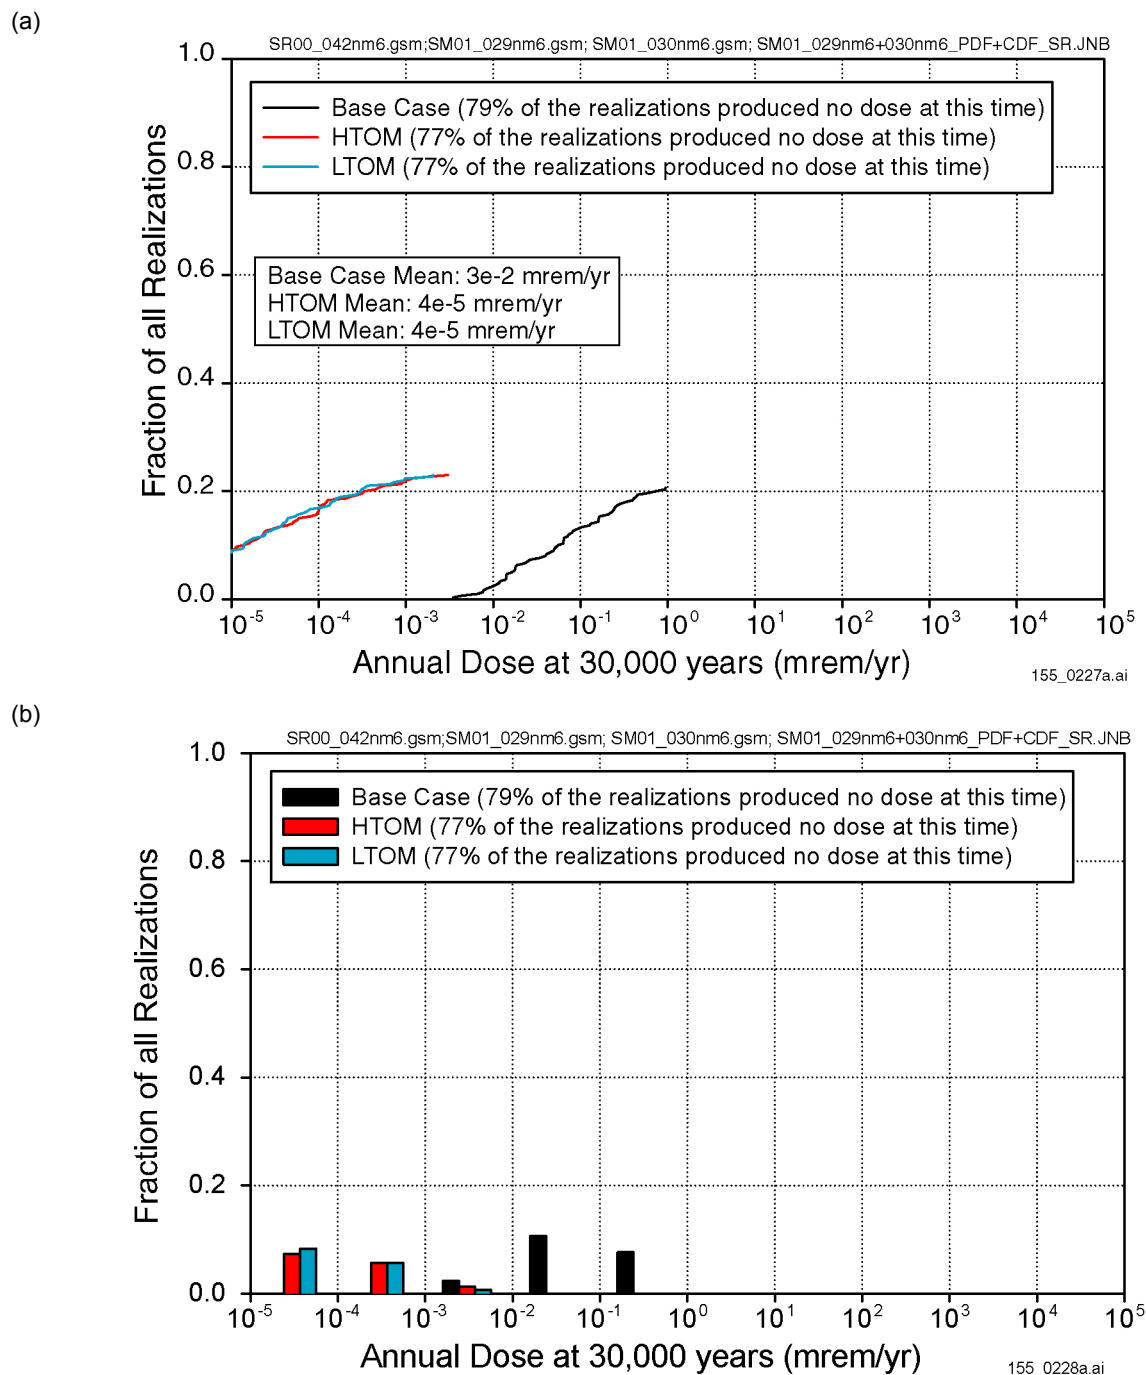 (a)
SR00_042nm6.gsm;SM01_029nm6.gsm; SM01_030nm6.gsm; SM01_029nm6+030nm6_PDF+CDF_SR.JNB
1.0
Base Case (79% of the realizations produced no dose at this time)
HTOM (77% of the realizations produced no dose at this time)
LTOM (77% of the realizations produced no dose at this time)
0.8
0.6
Base Case Mean: 3e-2 mrem/yr
HTOM Mean: 4e-5 mrem/yr
LTOM Mean: 4e-5 mrem/yr
0.4
0.2
0.0
Fraction of all Realizations
10⁻⁵ 10⁻⁴ 10⁻³ 10⁻² 10⁻¹ 10⁰ 10¹ 10² 10³ 10⁴ 10⁵
Annual Dose at 30,000 years (mrem/yr)
155_0227a.ai
(b)
SR00_042nm6.gsm;SM01_029nm6.gsm; SM01_030nm6.gsm; SM01_029nm6+030nm6_PDF+CDF_SR.JNB
1.0
Base Case (79% of the realizations produced no dose at this time)
HTOM (77% of the realizations produced no dose at this time)
LTOM (77% of the realizations produced no dose at this time)
0.8
0.6
0.4
0.2
0.0
Fraction of all Realizations
10⁻⁵ 10⁻⁴ 10⁻³ 10⁻² 10⁻¹ 10⁰ 10¹ 10² 10³ 10⁴ 10⁵
Annual Dose at 30,000 years (mrem/yr)
155_0228a.ai